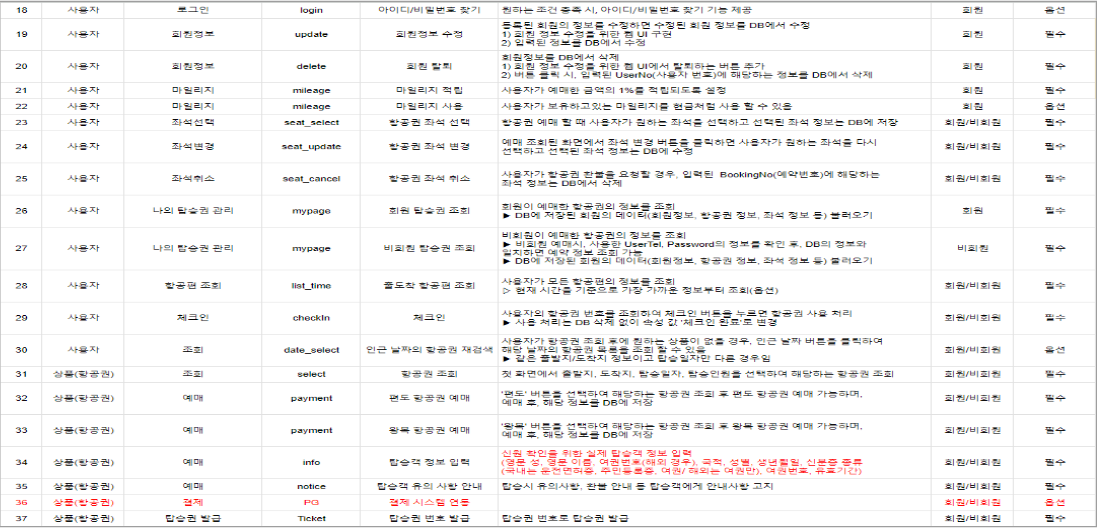 18 사용자 로그인 login 아이디/비밀번호 찾기 원하는 조건 충족 시, 아이디/비밀번호 찾기 기능 제공 회원 옵션
19 사용자 회원정보 update 회원정보 수정 등록된 회원의 정보를 수정하면 수정된 회원 정보를 DB에서 수정
1) 회원 정보 수정을 위한 웹 UI 구현
2) 입력된 정보를 DB에서 수정 회원 필수
20 사용자 회원정보 delete 회원 탈퇴 회원정보를 DB에서 삭제
1) 회원 정보 수정을 위한 웹 UI에서 탈퇴하는 버튼 추가
2) 버튼 클릭 시, 입력된 UserNo(사용자 번호)에 해당하는 정보를 DB에서 삭제 회원 필수
21 사용자 마일리지 mileage 마일리지 적립 사용자가 예매한 금액의 1%를 적립되도록 설정 회원 필수
22 사용자 마일리지 mileage 마일리지 사용 사용자가 보유하고있는 마일리지를 현금처럼 사용 할 수 있음 회원 옵션
23 사용자 좌석선택 seat_select 항공권 좌석 선택 항공권 예매 할 때 사용자가 원하는 좌석을 선택하고 선택된 좌석 정보는 DB에 저장 회원/비회원 필수
24 사용자 좌석변경 seat_update 항공권 좌석 변경 예매 조회된 화면에서 좌석 변경 버튼을 클릭하면 사용자가 원하는 좌석을 다시
선택하고 선택된 좌석 정보는 DB에 수정 회원/비회원 필수
25 사용자 좌석취소 seat_cancel 항공권 좌석 취소 사용자가 항공권 환불을 요청할 경우, 입력된 BookingNo(예약번호)에 해당하는
좌석 정보는 DB에서 삭제 회원/비회원 필수
26 사용자 나의 탑승권 관리 mypage 회원 탑승권 조회 회원이 예매한 항공권의 정보를 조회
► DB에 저장된 회원의 데이터(회원정보, 항공권 정보, 좌석 정보 등) 불러오기 회원 필수
27 사용자 나의 탑승권 관리 mypage 비회원 탑승권 조회 비회원이 예매한 항공권의 정보를 조회
► 비회원 예매시, 사용한 UserTel, Password의 정보를 확인 후, DB의 정보와
일치하면 예약 정보 조회 가능
► DB에 저장된 회원의 데이터(회원정보, 항공권 정보, 좌석 정보 등) 불러오기 비회원 필수
28 사용자 항공편 조회 list_time 출도착 항공편 조회 사용자가 모든 항공편의 정보를 조회
▷ 현재 시간을 기준으로 가장 가까운 정보부터 조회(옵션) 회원/비회원 필수
29 사용자 체크인 checkIn 체크인 사용자의 항공권 번호를 조회하여 체크인 버튼을 누르면 항공권 사용 처리
► 사용 처리는 DB 삭제 없이 속성 값 '체크인 완료'로 변경 회원/비회원 필수
30 사용자 조회 date_select 인근 날짜의 항공권 재검색 사용자가 항공권 조회 후에 원하는 상품이 없을 경우, 인근 날짜 버튼을 클릭하여
해당 날짜의 항공권 목록을 조회 할 수 있음
► 같은 출발지/도착지 정보이고 탑승일자만 다른 경우임 회원/비회원 옵션
31 상품(항공권) 조회 select 항공권 조회 첫 화면에서 출발지, 도착지, 탑승일자, 탑승인원을 선택하여 해당하는 항공권 조회 회원/비회원 필수
32 상품(항공권) 예매 payment 편도 항공권 예매 '편도' 버튼을 선택하여 해당하는 항공권 조회 후 편도 항공권 예매 가능하며,
예매 후, 해당 정보를 DB에 저장 회원/비회원 필수
33 상품(항공권) 예매 payment 왕복 항공권 예매 '왕복' 버튼을 선택하여 해당하는 항공권 조회 후 왕복 항공권 예매 가능하며,
예매 후, 해당 정보를 DB에 저장 회원/비회원 필수
34 상품(항공권) 예매 info 탑승객 정보 입력 신원 확인을 위한 실제 탑승객 정보 입력
(영문 성, 영문 이름, 여권번호(해외 경우), 국적, 성별, 생년월일, 신분증 종류
(국내는 운전면허증, 주민등록증, 여권/ 해외는 여권만), 여권번호, 유효기간) 회원/비회원 필수
35 상품(항공권) 예매 notice 탑승객 유의 사항 안내 탑승시 유의사항, 환불 안내 등 탑승객에게 안내사항 고지 회원/비회원 필수
36 상품(항공권) 결제 PG 결제 시스템 연동 회원/비회원 옵션
37 상품(항공권) 탑승권 발급 Ticket 탑승권 번호 발급 탑승권 번호로 탑승권 발급 회원/비회원 필수